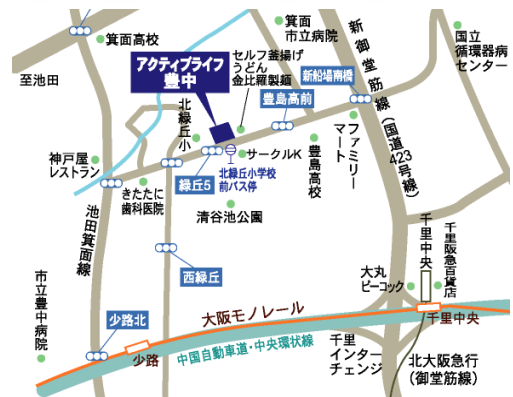 箕面高校
至池田
アクティブライフ
豊中
セルフ釜揚げ
うどん
金比羅製麺
箕面
市立病院
新御堂筋線(国道423号線)
国立
循環器病
センター
新船場南橋
豊島高前
北緑丘小
ファミリー
マート
神戸屋
レストラン
サークルK
豊島高校
緑丘5
北緑丘小学校
前バス停
きたたに
歯科医院
清谷池公園
池田箕面線
西緑丘
千里中央
千里阪急百貨店
大丸
ピーコック
市立豊中病院
少路北
大阪モノレール
千里中央
少路
中国自動車道・中央環状線
千里
インター
チェンジ
北大阪急行
(御堂筋線)